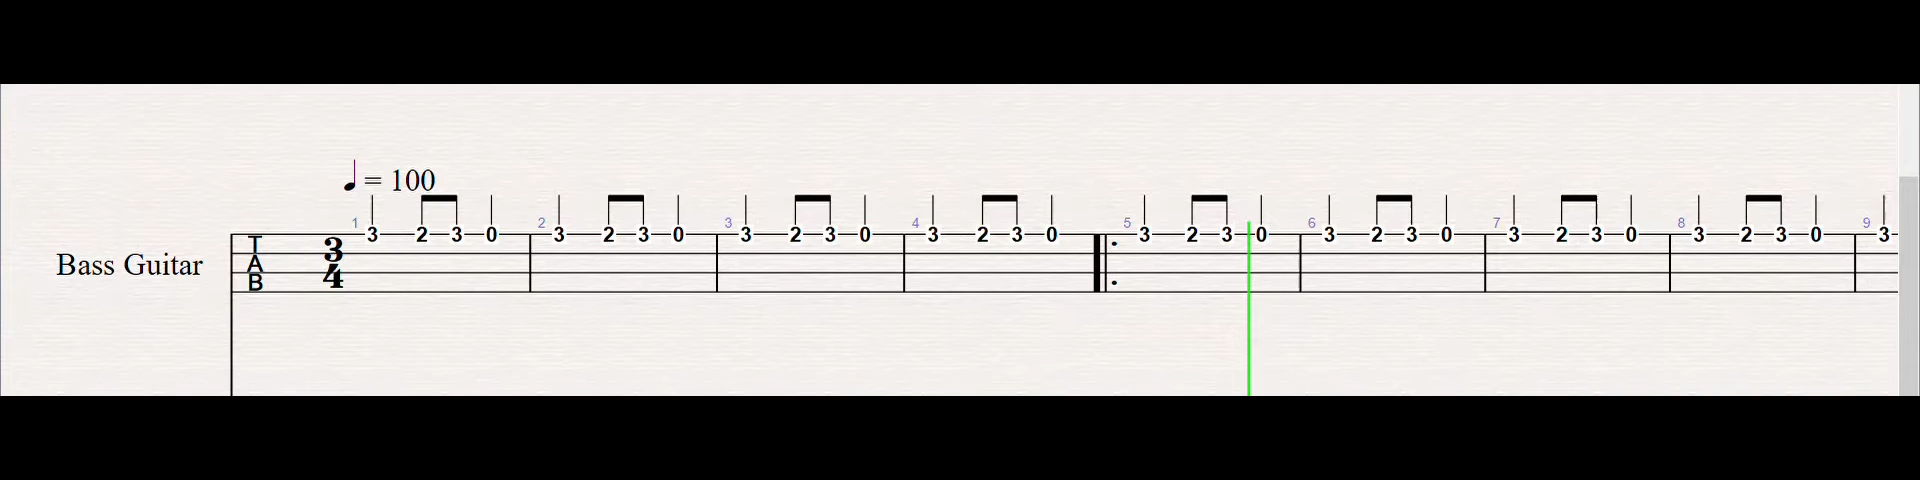 ♩ = 100
1 2 3 4 5 6 7 8 9
Bass Guitar
T 3 3 2 3 0 3 2 3 0 3 2 3 0 3 2 3 0 3 2 3 0 3 2 3 0 3 2 3 0 3 2 3 0 3
A 4
B